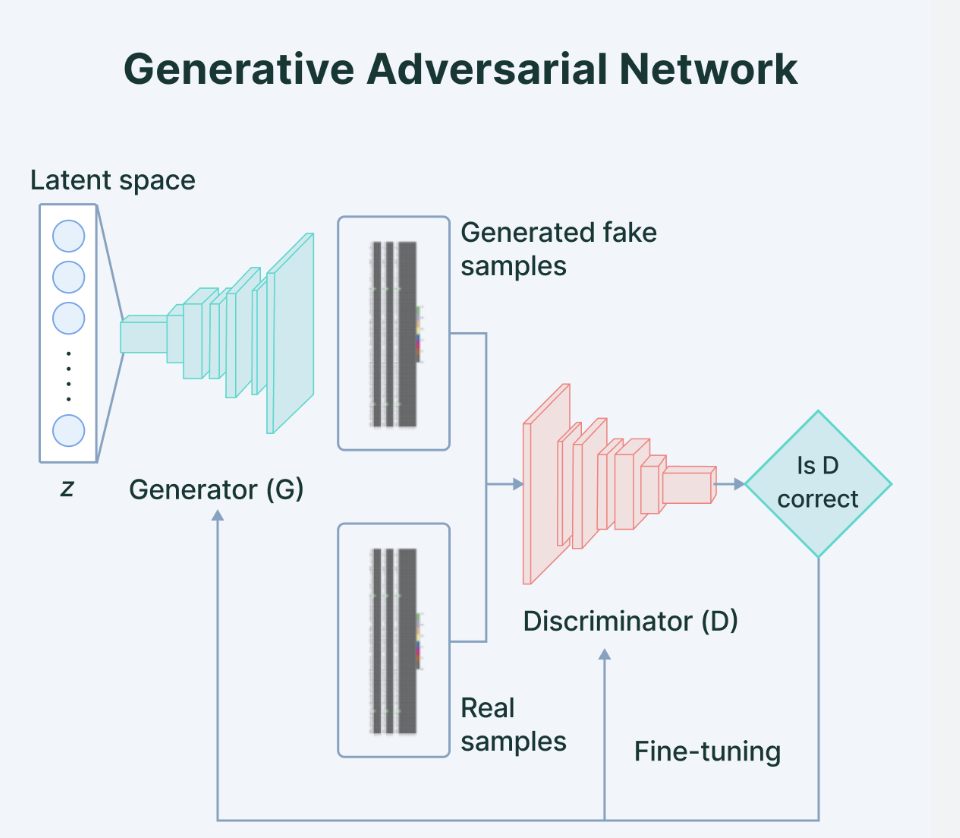 Generative Adversarial Network
Latent space
Generated fake
samples
z
Generator (G)
Is D
correct
Discriminator (D)
Real
samples
Fine-tuning